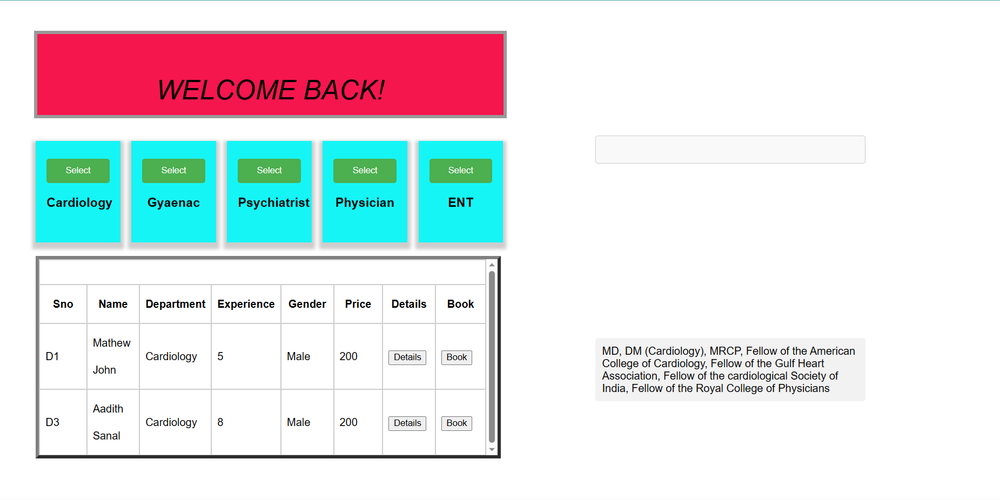 WELCOME BACK!
Select Select Select Select Select
Cardiology Gyaenac Psychiatrist Physician ENT
Sno Name Department Experience Gender Price Details Book
D1 Mathew John Cardiology 5 Male 200 Details Book
D3 Aadith Sanal Cardiology 8 Male 200 Details Book
MD, DM (Cardiology), MRCP, Fellow of the American
College of Cardiology, Fellow of the Gulf Heart
Association, Fellow of the cardiological Society of
India, Fellow of the Royal College of Physicians